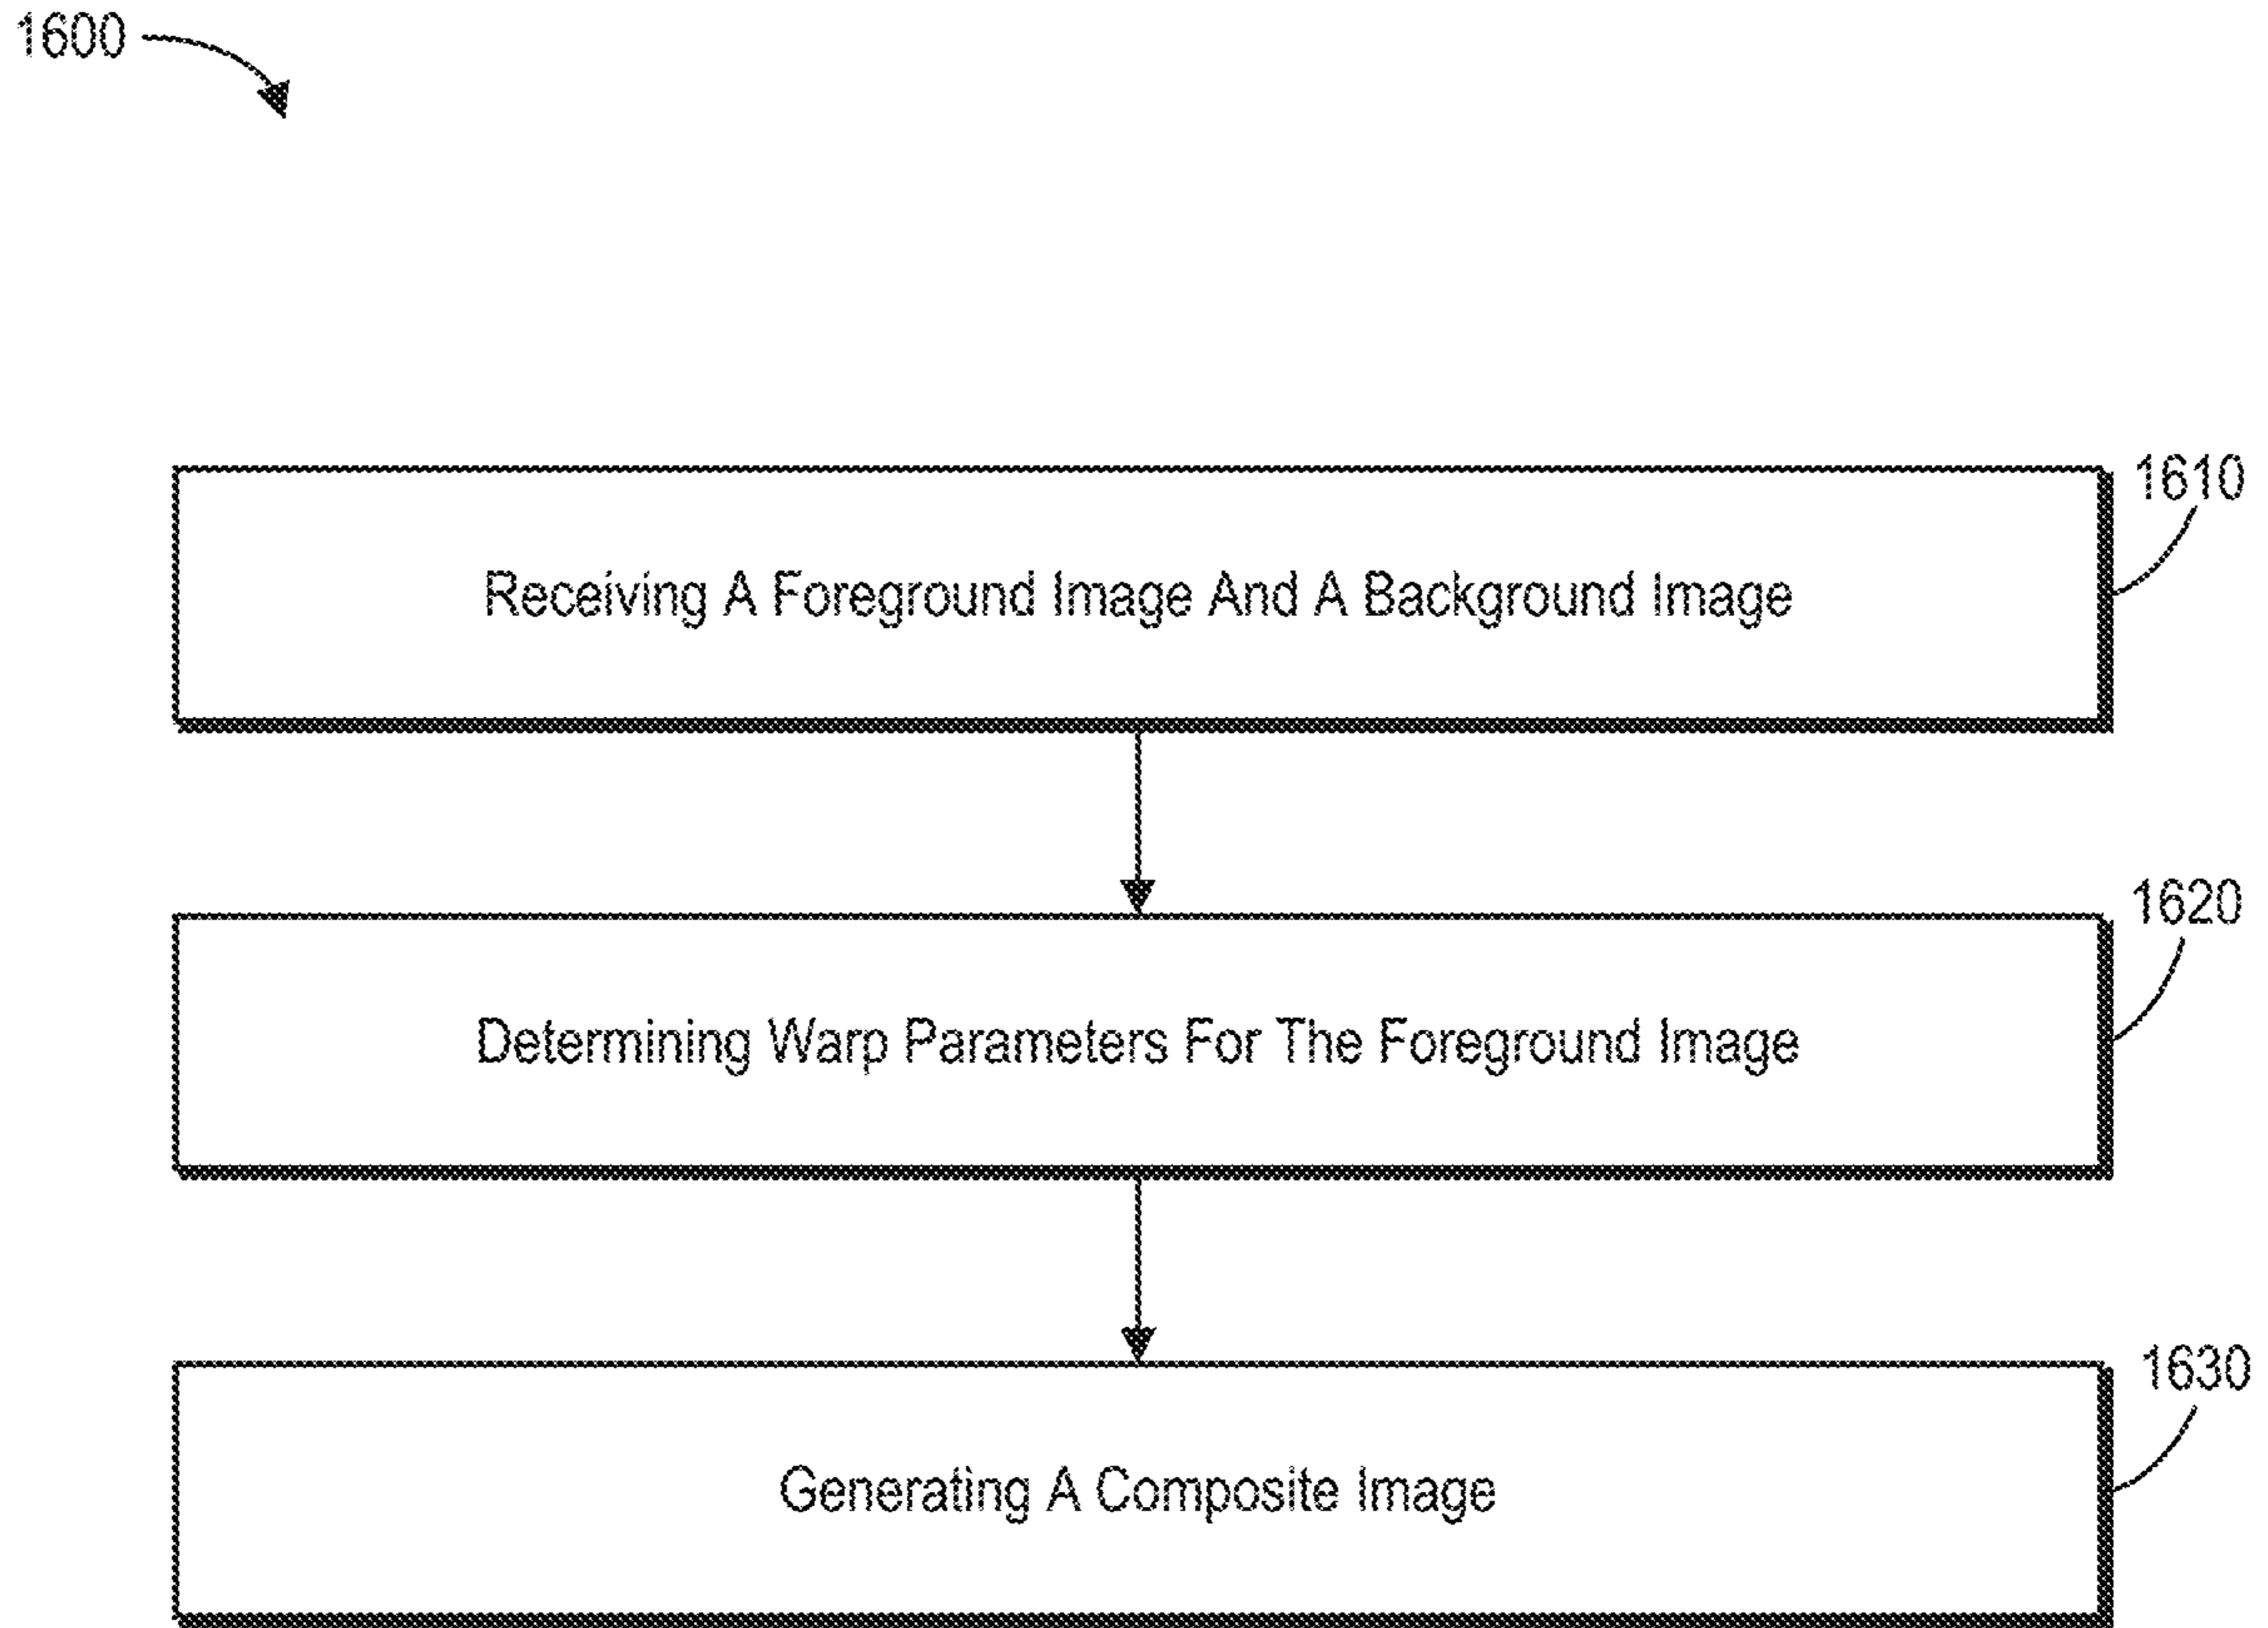 1600
1610
Receiving A Foreground Image And A Background Image
1620
Determining Warp Parameters For The Foreground Image
1630
Generating A Composite Image